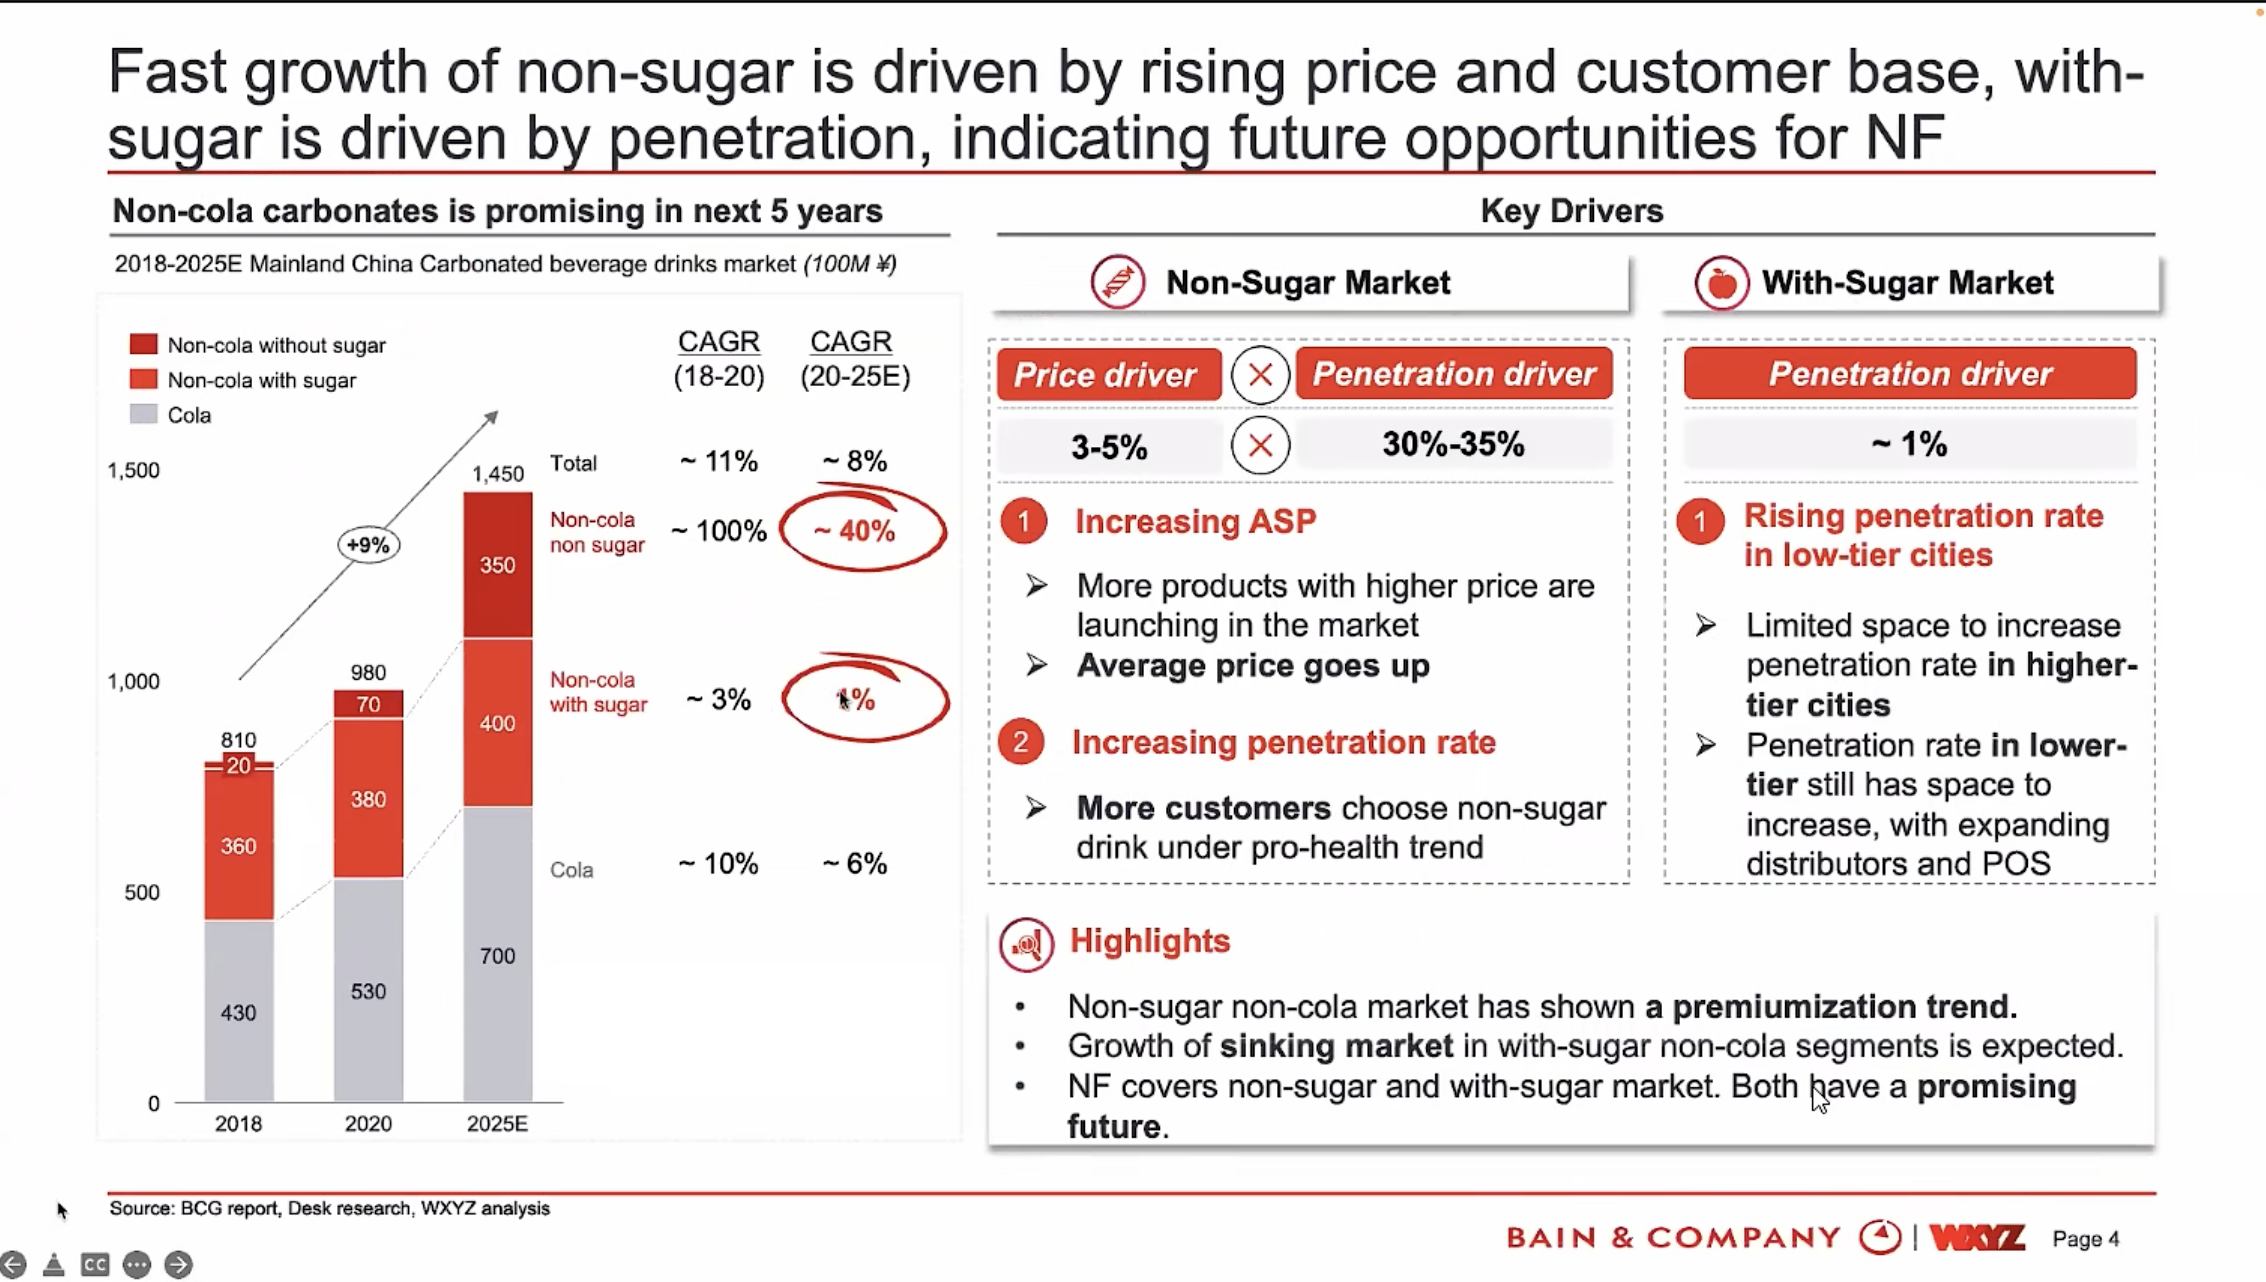 Fast growth of non-sugar is driven by rising price and customer base, with-
sugar is driven by penetration, indicating future opportunities for NF
Non-cola carbonates is promising in next 5 years
2018-2025E Mainland China Carbonated beverage drinks market (100M ¥)
Non-cola without sugar
Non-cola with sugar
Cola
CAGR
(18-20)
CAGR
(20-25E)
1,500
1,000
500
0
+9%
810
20
360
430
2018
980
70
380
530
2020
1,450
350
400
700
2025E
Total
~ 11%
~ 8%
Non-cola
non sugar
~ 100%
~ 40%
Non-cola
with sugar
~ 3%
%
Cola
~ 10%
~ 6%
Key Drivers
Non-Sugar Market
Price driver
Penetration driver
3-5%
30%-35%
1 Increasing ASP
➢ More products with higher price are
launching in the market
➢ Average price goes up
2 Increasing penetration rate
➢ More customers choose non-sugar
drink under pro-health trend
With-Sugar Market
Penetration driver
~ 1%
1 Rising penetration rate
in low-tier cities
➢ Limited space to increase
penetration rate in higher-
tier cities
➢ Penetration rate in lower-
tier still has space to
increase, with expanding
distributors and POS
Highlights
• Non-sugar non-cola market has shown a premiumization trend.
• Growth of sinking market in with-sugar non-cola segments is expected.
• NF covers non-sugar and with-sugar market. Both have a promising
future.
Source: BCG report, Desk research, WXYZ analysis
BAIN & COMPANY | WXYZ Page 4
CC